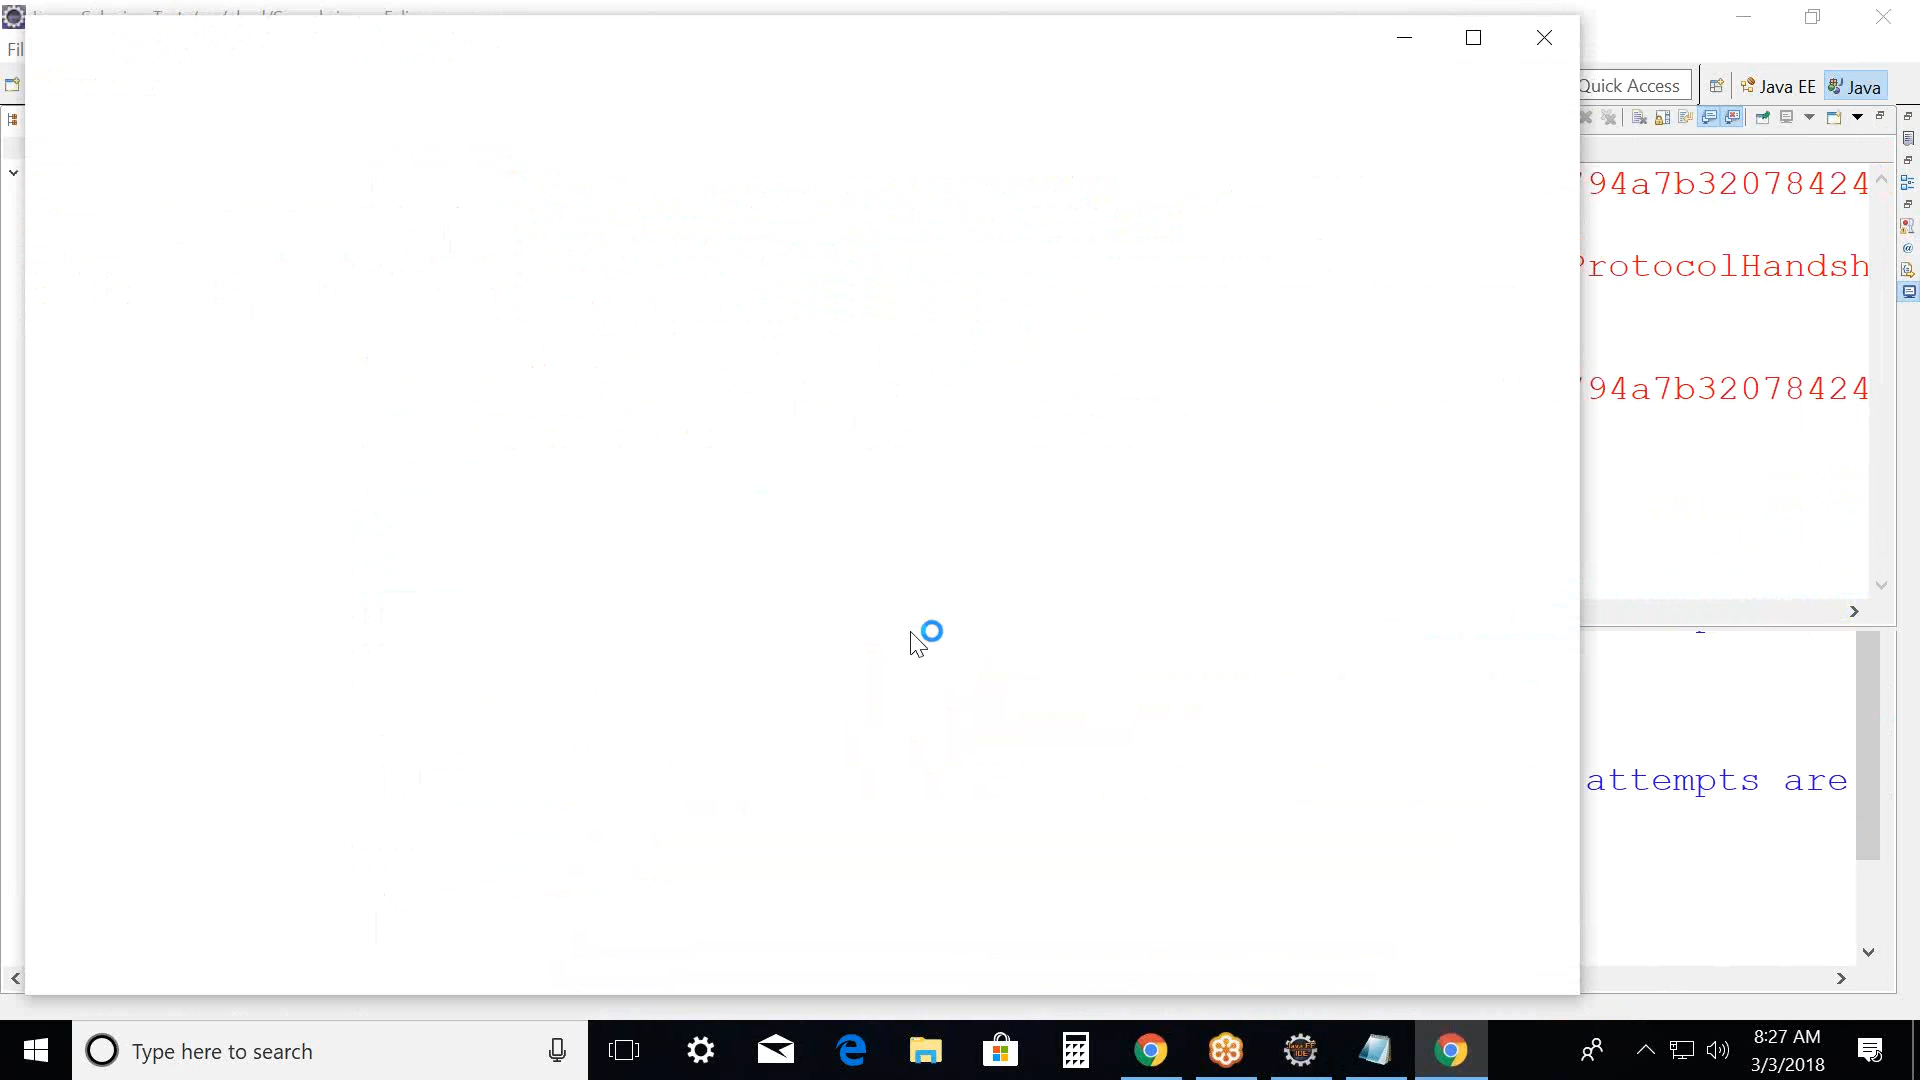 Fil
Quick Access
Java EE
Java
94a7b32078424
rotocolHandsh
94a7b32078424
attempts are
Type here to search
8:27 AM
3/3/2018